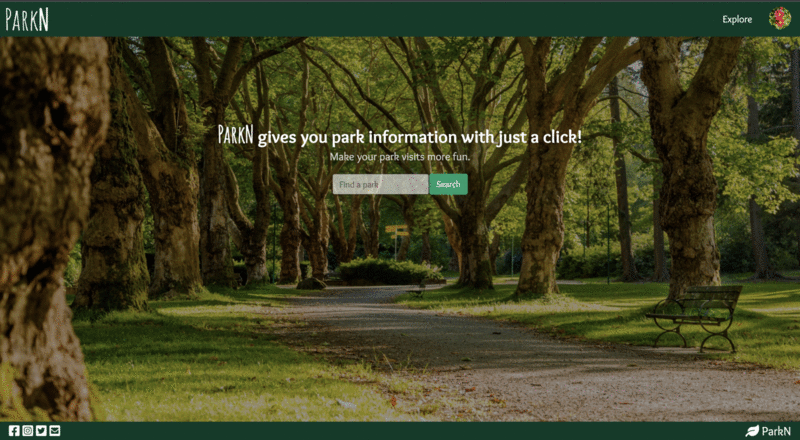 PARKN
Explore
PARKN gives you park information with just a click!
Make your park visits more fun.
Find a park
Search
ParkN